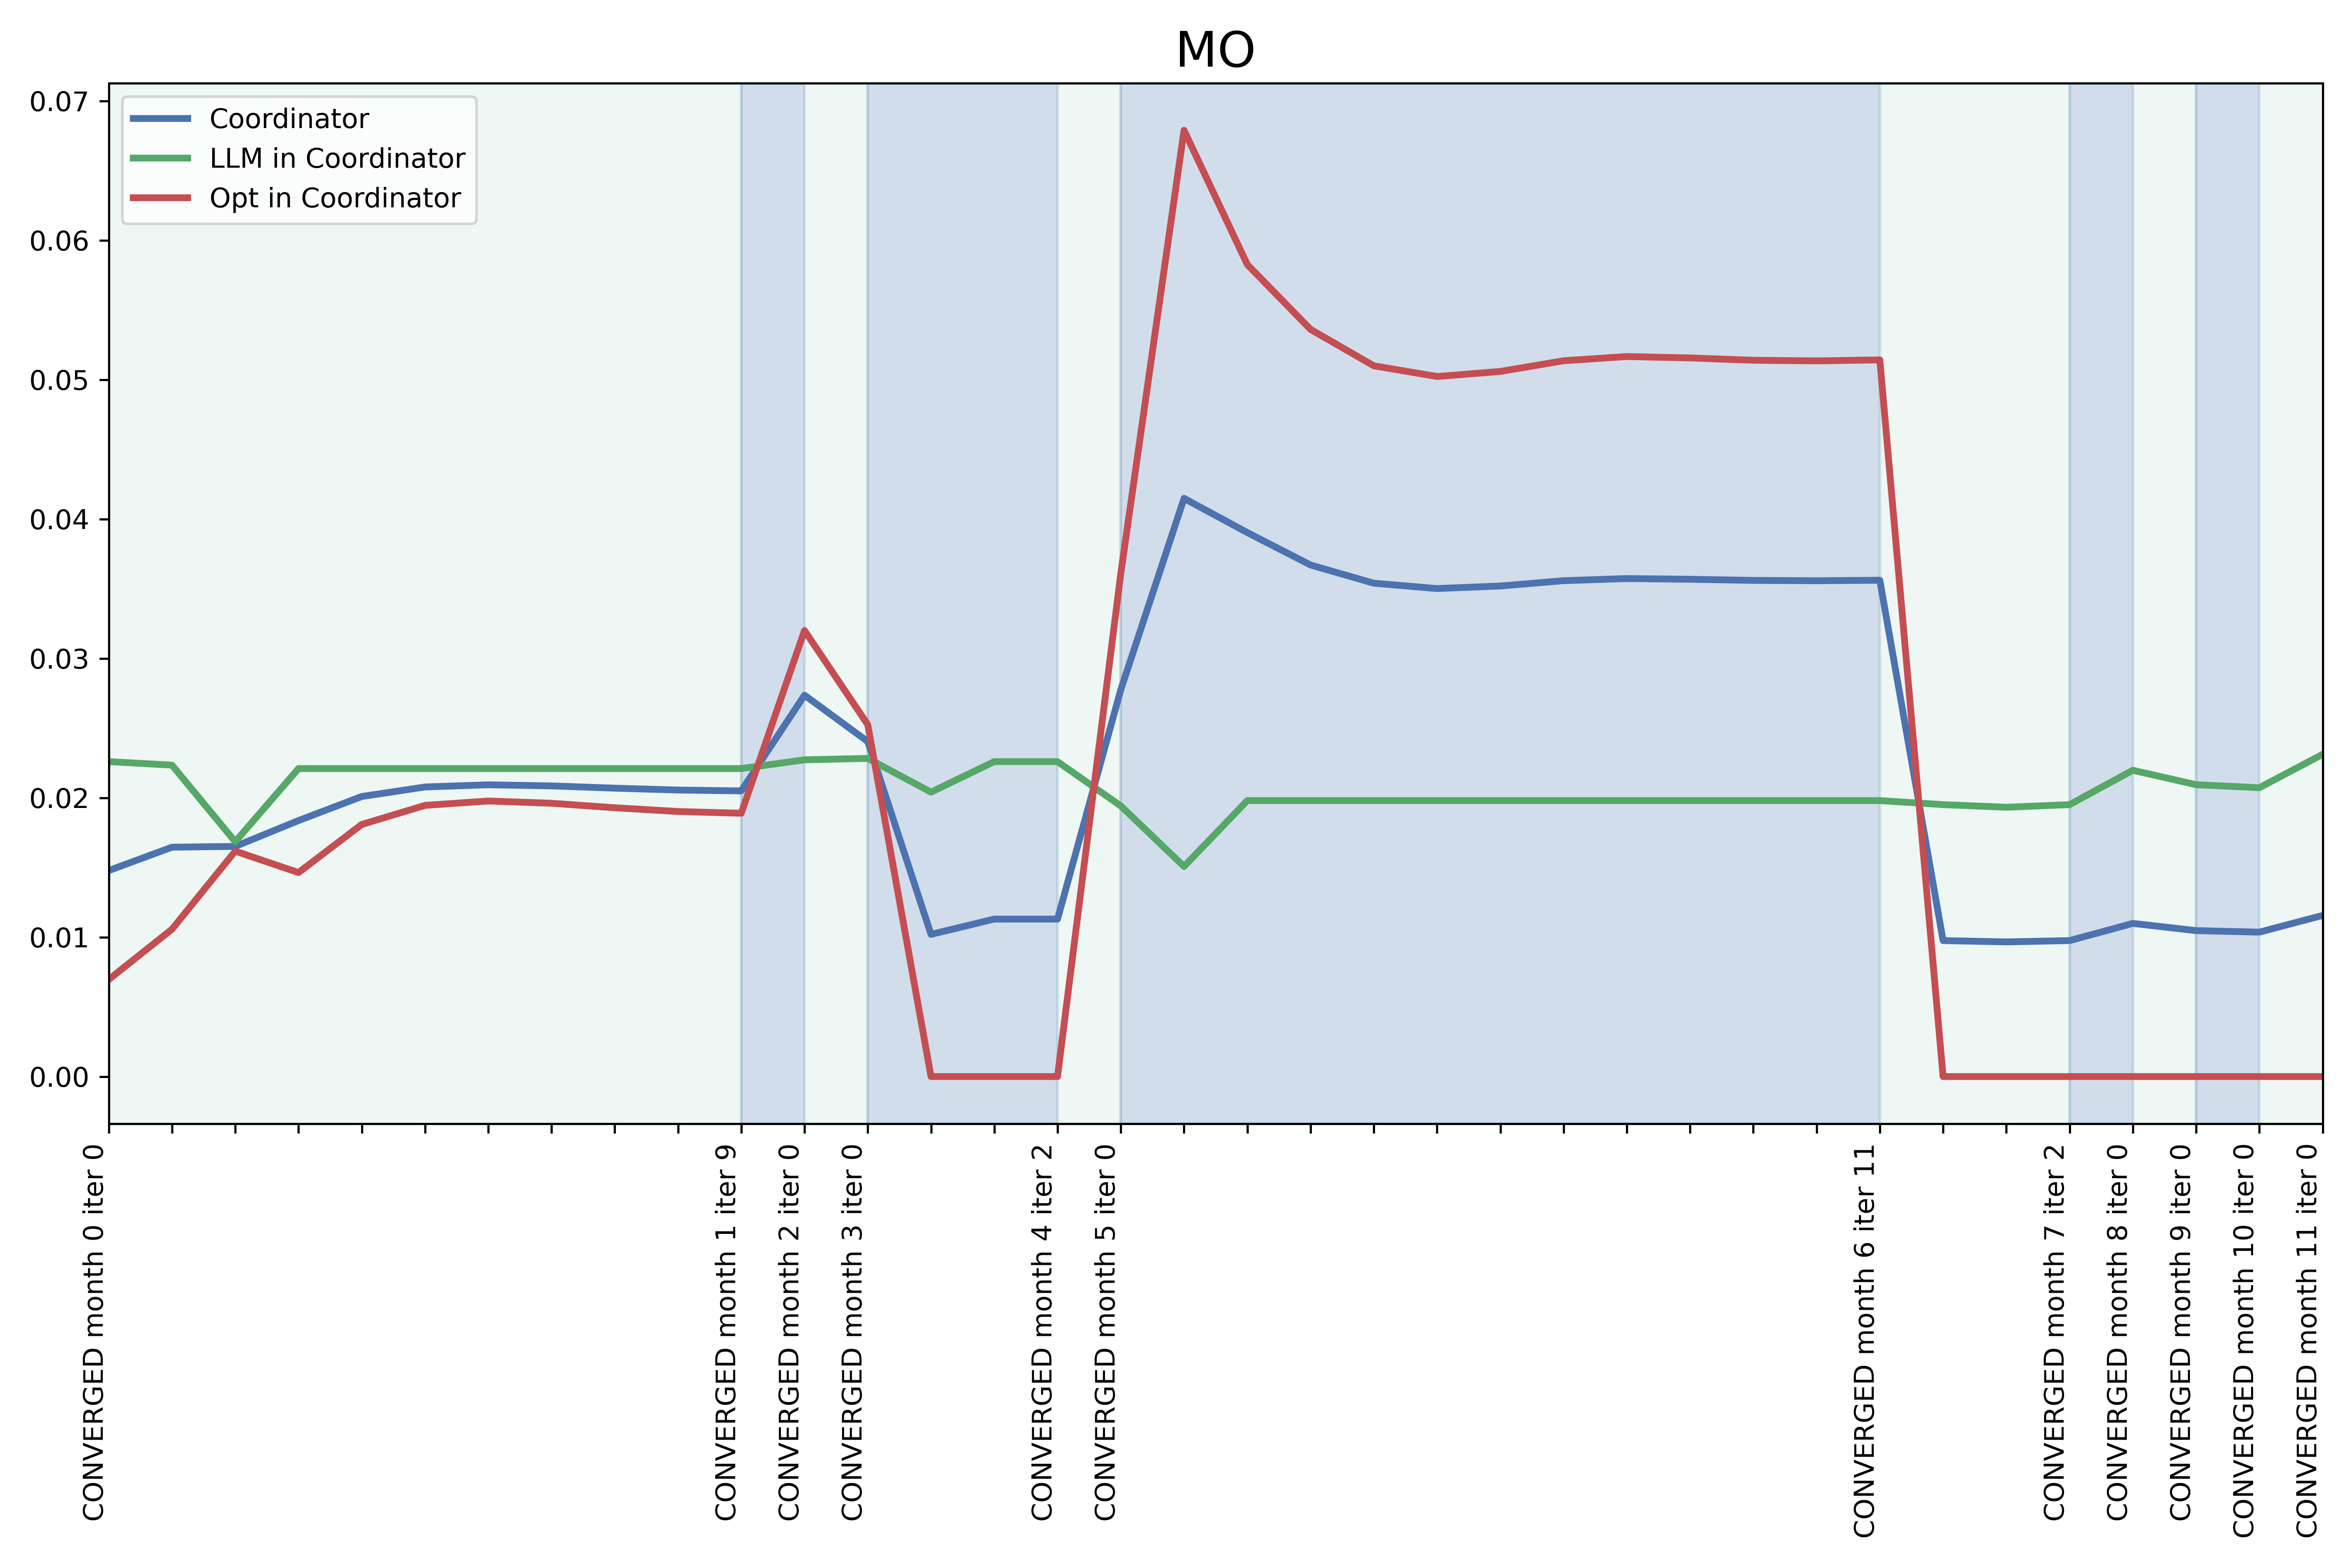 MO
Coordinator
LLM in Coordinator
Opt in Coordinator
0.07
0.06
0.05
0.04
0.03
0.02
0.01
0.00
CONVERGED month 0 iter 0
CONVERGED month 1 iter 9
CONVERGED month 2 iter 0
CONVERGED month 3 iter 0
CONVERGED month 4 iter 2
CONVERGED month 5 iter 0
CONVERGED month 6 iter 11
CONVERGED month 7 iter 2
CONVERGED month 8 iter 0
CONVERGED month 9 iter 0
CONVERGED month 10 iter 0
CONVERGED month 11 iter 0